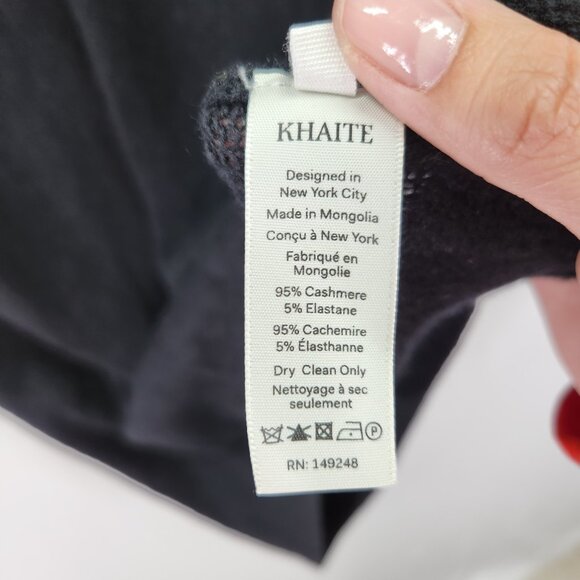 KHAITE
Designed in
New York City
Made in Mongolia
Conçu à New York
Fabriqué en
Mongolie
95% Cashmere
5% Elastane
95% Cachemire
5% Élasthanne
Dry Clean Only
Nettoyage à sec
seulement
P
RN: 149248